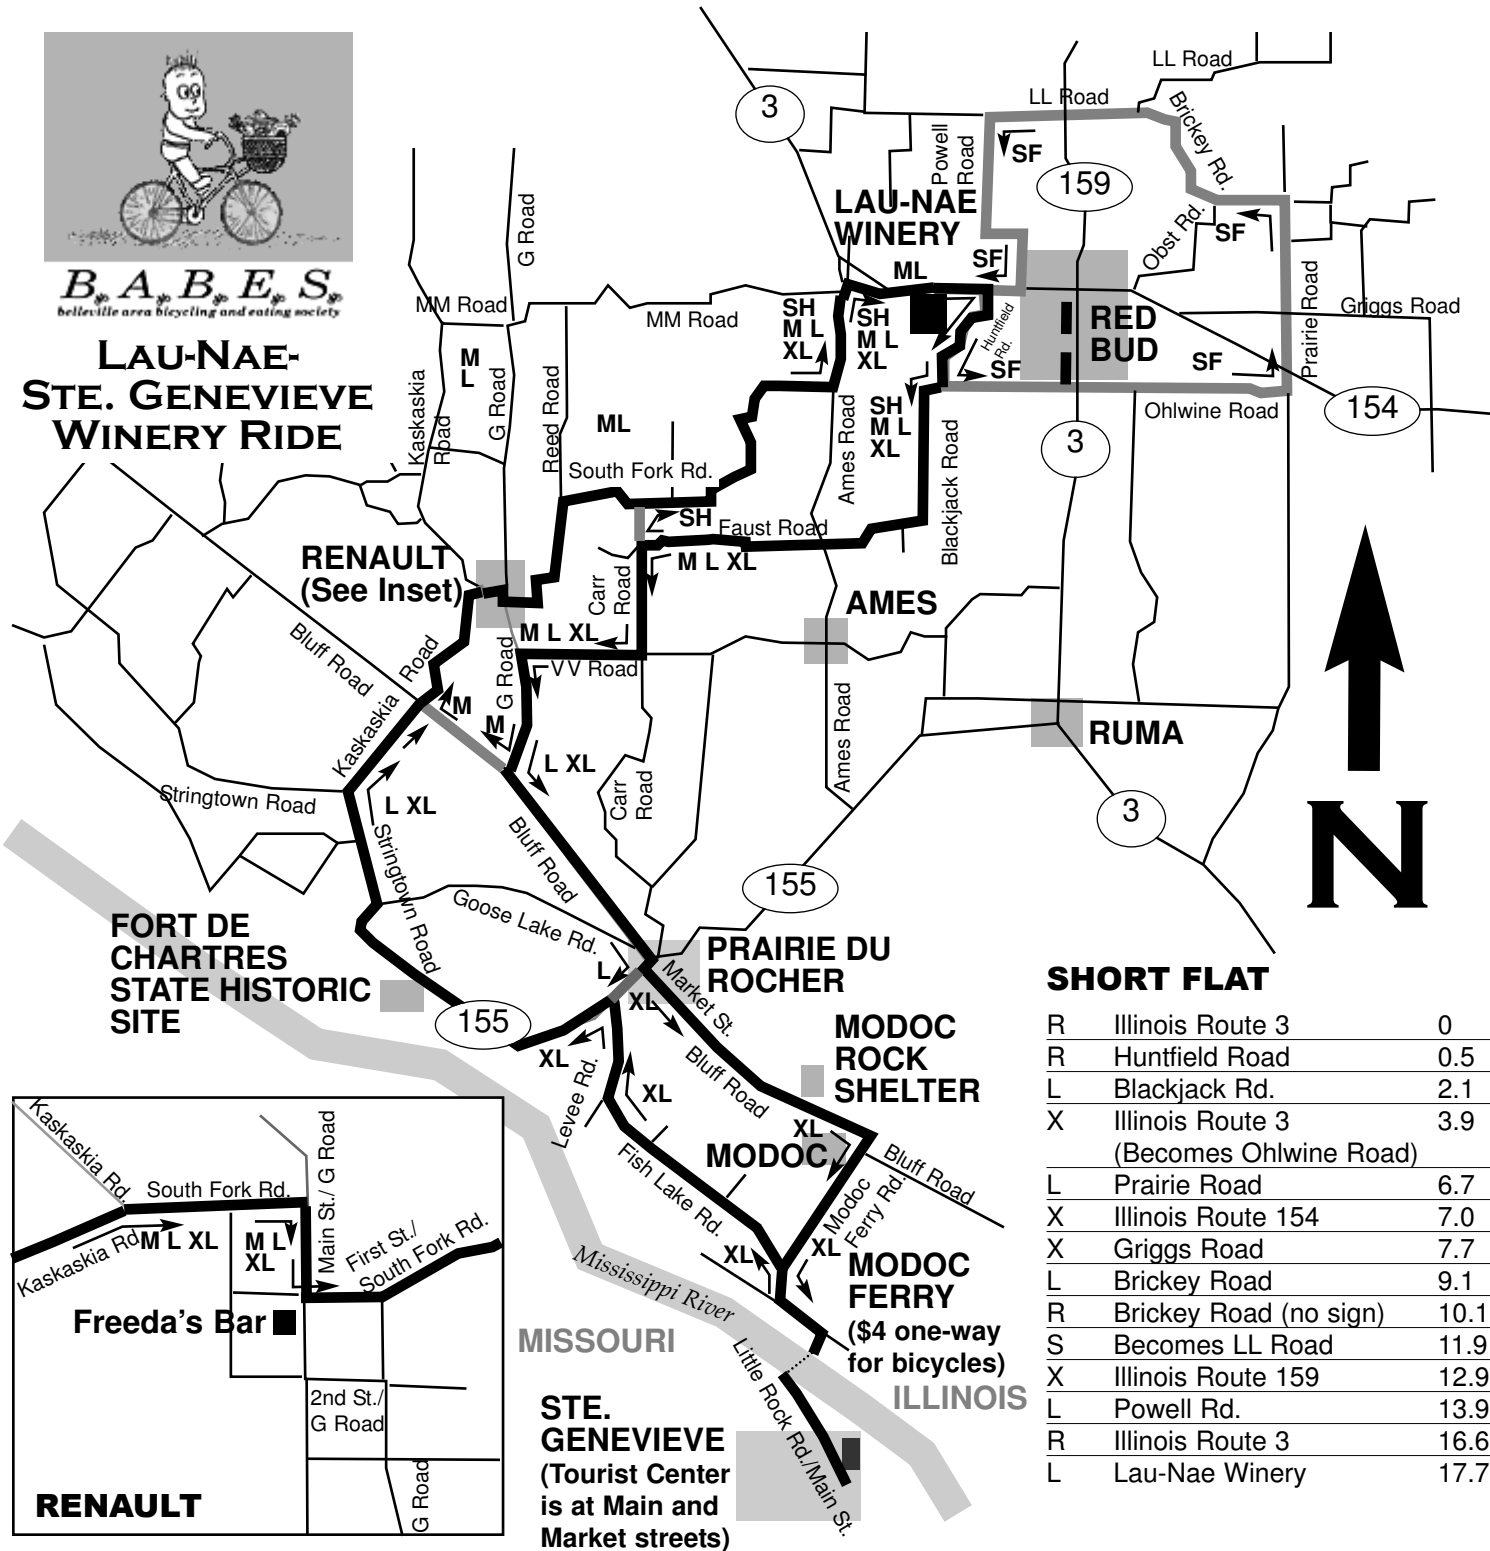 B.A.B.E.S.
belleville area bicycling and eating society
LAU-NAE-
STE. GENEVIEVE
WINERY RIDE
3
LL Road
LL Road
Brickey Rd.
Powell
Road
SF
159
LAU-NAE
WINERY
G Road
Obst Rd.
SF
SF
ML
MM Road
MM Road
SH
M L
XL
SH
M L
XL
Huntfield
Rd.
RED
BUD
Prairie Road
Griggs Road
M
L
SF
SF
Kaskaskia
Road
G Road
Reed Road
ML
SH
M L
XL
Ohlwine Road
154
3
South Fork Rd.
Ames Road
Blackjack Road
SH
Faust Road
RENAULT
(See Inset)
M L XL
Carr
Road
AMES
M L XL
VV Road
Bluff Road
Kaskaskia
Road
G Road
M
M
RUMA
Ames Road
L XL
Stringtown Road
L XL
Carr
Road
3
N
Stringtown Road
Bluff Road
155
Goose Lake Rd.
FORT DE
CHARTRES
STATE HISTORIC
SITE
L
PRAIRIE DU
ROCHER
XL
Market St.
155
XL
Bluff Road
MODOC
ROCK
SHELTER
Levee Rd.
XL
XL
MODOC
Fish Lake Rd.
Bluff Road
Modoc
Ferry Rd.
XL
XL
MODOC
FERRY
($4 one-way
for bicycles)
Mississippi River
MISSOURI
ILLINOIS
Little Rock Rd./Main St.
STE.
GENEVIEVE
(Tourist Center
is at Main and
Market streets)
Kaskaskia Rd.
South Fork Rd.
Main St./ G Road
Kaskaskia Rd.
M L XL
M L
XL
First St./
South Fork Rd.
Freeda's Bar
2nd St./
G Road
G Road
RENAULT
SHORT FLAT
R Illinois Route 3 0
R Huntfield Road 0.5
L Blackjack Rd. 2.1
X Illinois Route 3 3.9
(Becomes Ohlwine Road)
L Prairie Road 6.7
X Illinois Route 154 7.0
X Griggs Road 7.7
L Brickey Road 9.1
R Brickey Road (no sign) 10.1
S Becomes LL Road 11.9
X Illinois Route 159 12.9
L Powell Rd. 13.9
R Illinois Route 3 16.6
L Lau-Nae Winery 17.7